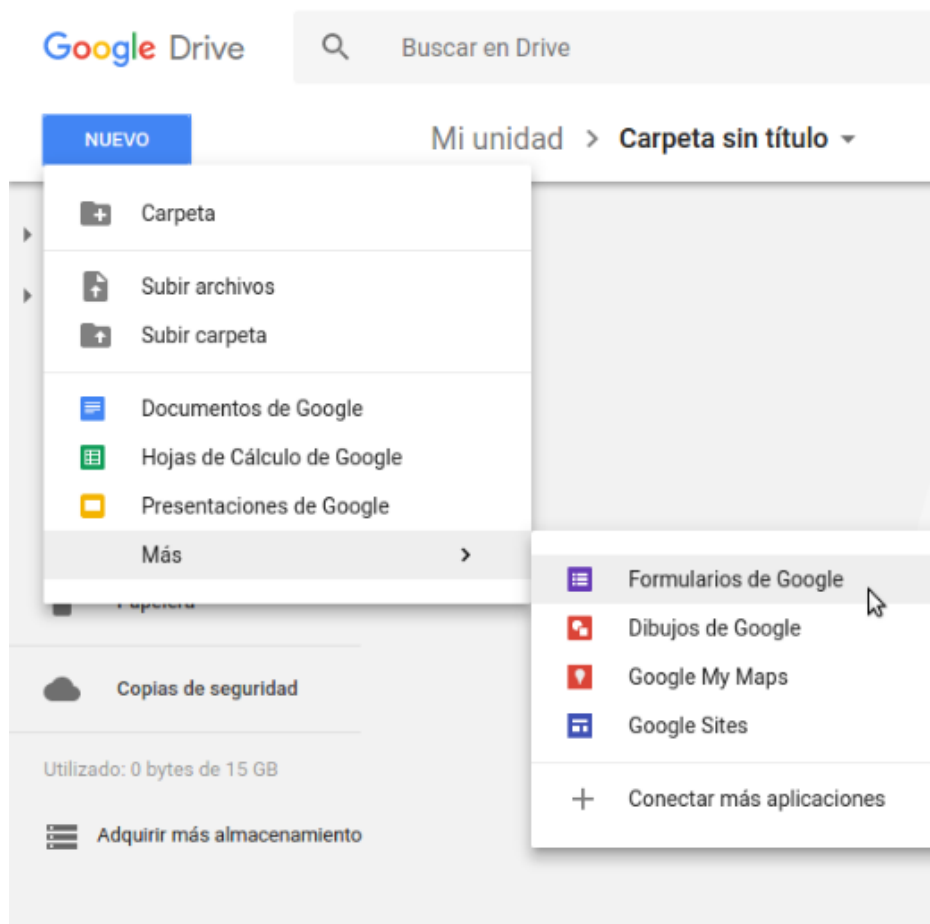 Google Drive
Buscar en Drive
NUEVO
Mi unidad > Carpeta sin título
Carpeta
Subir archivos
Subir carpeta
Documentos de Google
Hojas de Cálculo de Google
Presentaciones de Google
Más
Formularios de Google
Dibujos de Google
Google My Maps
Google Sites
Conectar más aplicaciones
Papelera
Copias de seguridad
Utilizado: 0 bytes de 15 GB
Adquirir más almacenamiento